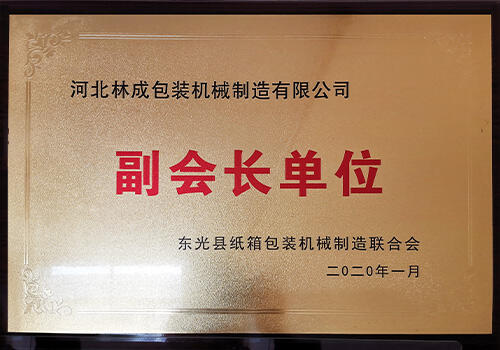 河北林成包装机械制造有限公司
副会长单位
东光县纸箱包装机械制造联合会
二〇二〇年一月